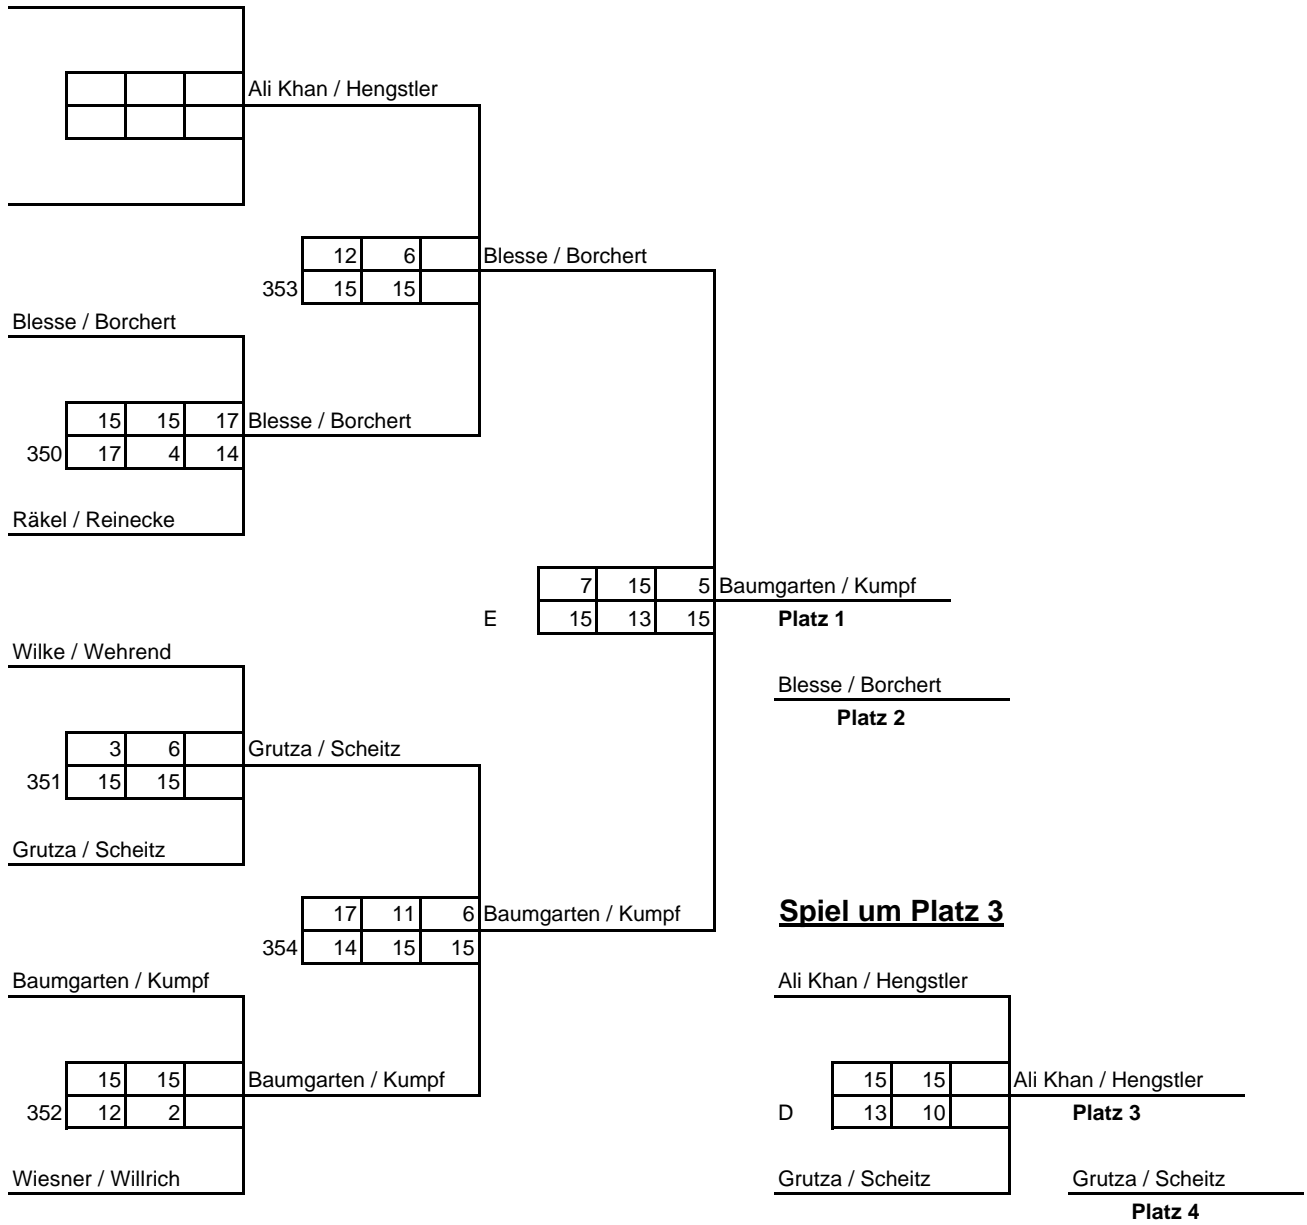 Ali Khan / Hengstler
12 6 Blesse / Borchert
353 15 15
Blesse / Borchert
15 15 17 Blesse / Borchert
350 17 4 14
Räkel / Reinecke
7 15 5 Baumgarten / Kumpf
E 15 13 15 Platz 1
Wilke / Wehrend
Blesse / Borchert
Platz 2
3 6 Grutza / Scheitz
351 15 15
Grutza / Scheitz
17 11 6 Baumgarten / Kumpf Spiel um Platz 3
354 14 15 15
Baumgarten / Kumpf Ali Khan / Hengstler
15 15 Baumgarten / Kumpf 15 15 Ali Khan / Hengstler
352 12 2 D 13 10 Platz 3
Wiesner / Willrich Grutza / Scheitz Grutza / Scheitz
Platz 4